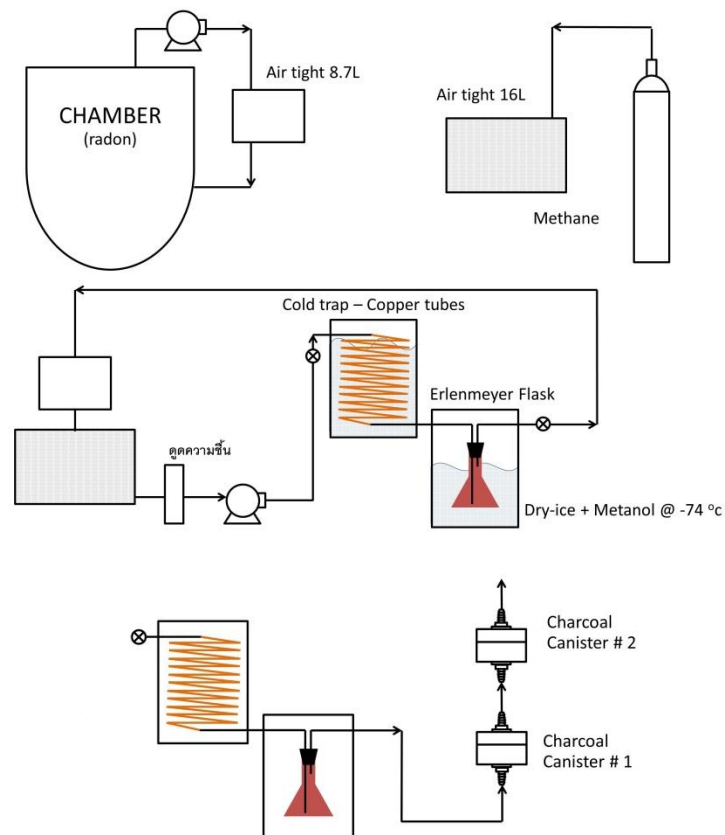 Air tight 8.7L
CHAMBER
(radon)
Air tight 16L
Methane
Cold trap – Copper tubes
Erlenmeyer Flask
ดูดความชื้น
Dry-ice + Metanol @ -74 ºc
Charcoal
Canister # 2
Charcoal
Canister # 1